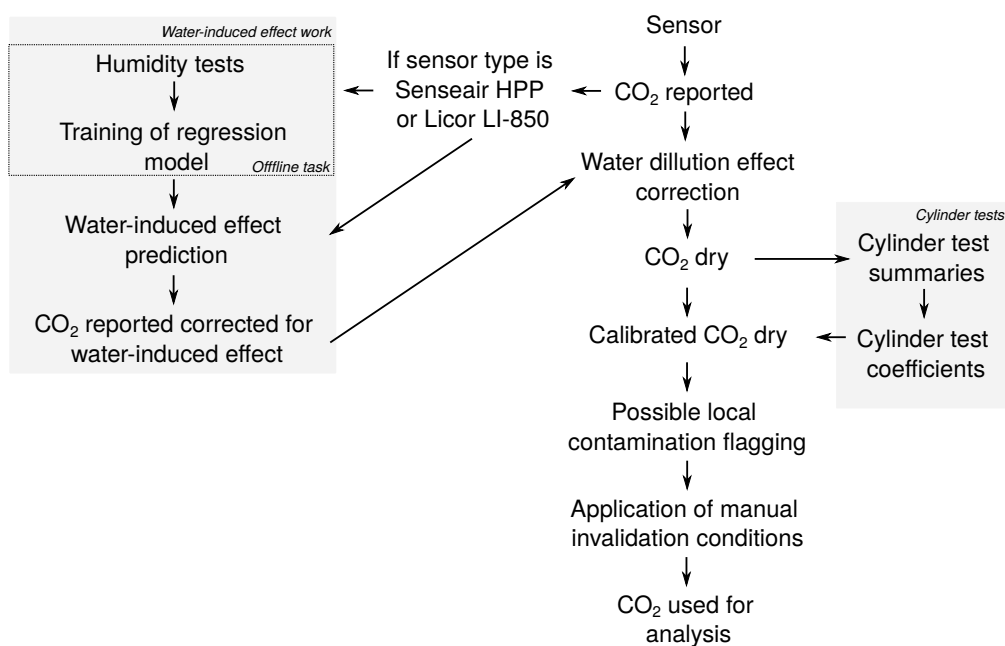 Water-induced effect work
Humidity tests
Training of regression
model
Offfline task
Water-induced effect
prediction
CO₂ reported corrected for
water-induced effect
If sensor type is
Senseair HPP
or Licor LI-850
Sensor
CO₂ reported
Water dillution effect
correction
CO₂ dry
Calibrated CO₂ dry
Possible local
contamination flagging
Application of manual
invalidation conditions
CO₂ used for
analysis
Cylinder tests
Cylinder test
summaries
Cylinder test
coefficients